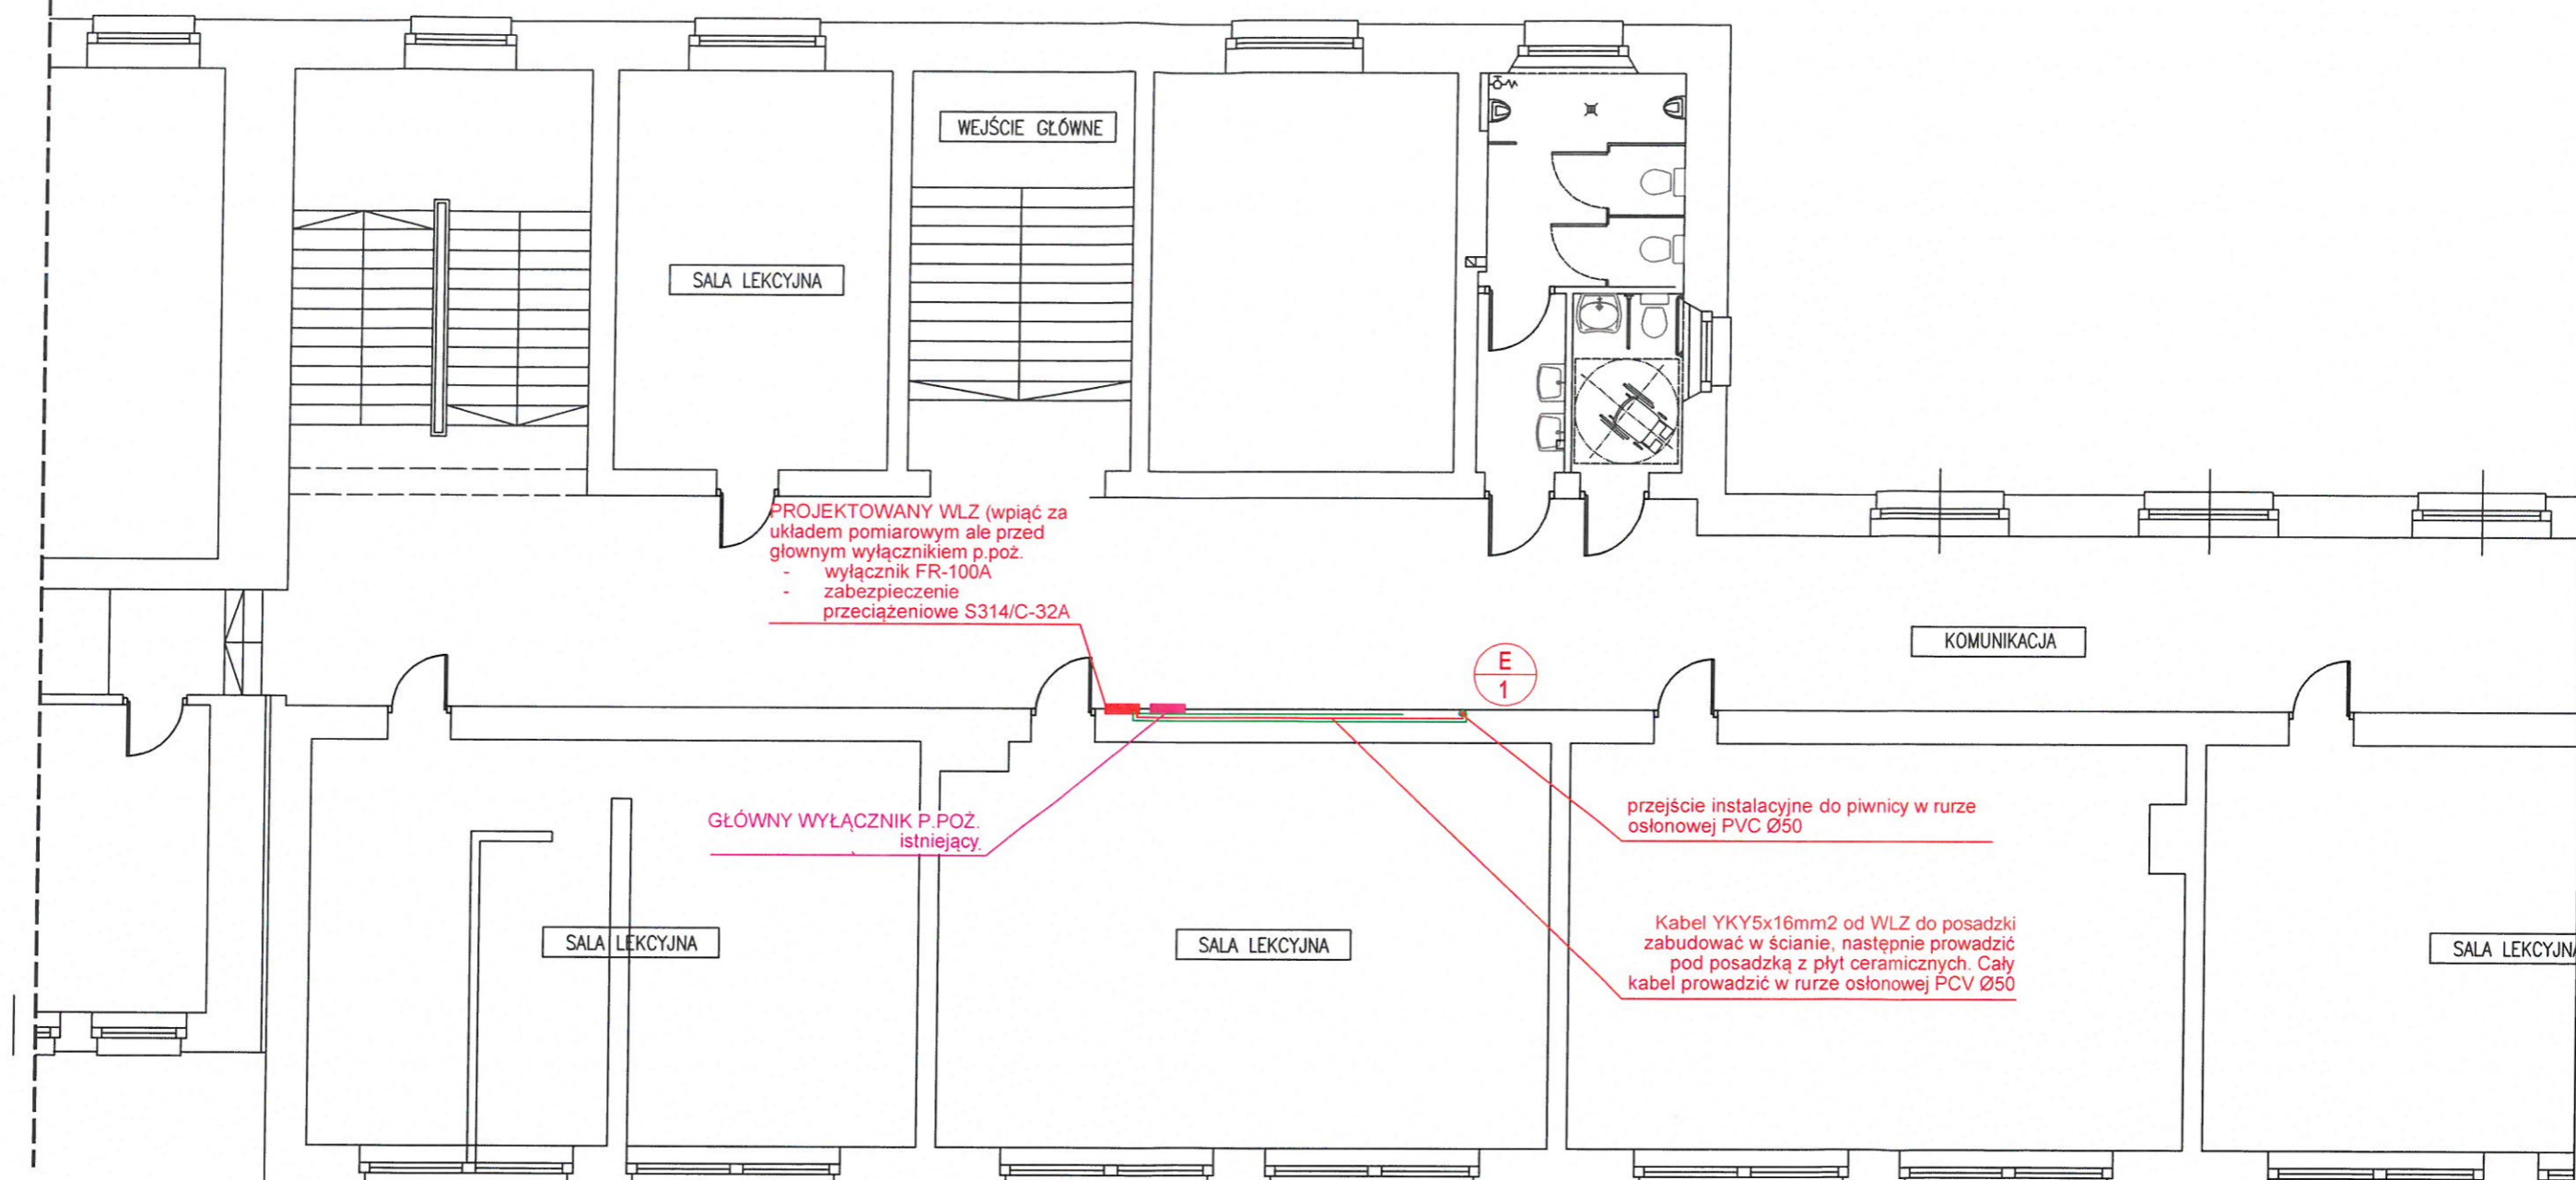 WEJŚCIE GŁÓWNE
SALA LEKCYJNA
PROJEKTOWANY WLZ (wpiąć za
układem pomiarowym ale przed
głownym wyłącznikiem p.poż.
- wyłącznik FR-100A
- zabezpieczenie
przeciążeniowe S314/C-32A
E
1
KOMUNIKACJA
GŁÓWNY WYŁĄCZNIK P.POŻ.
istniejący.
przejście instalacyjne do piwnicy w rurze
osłonowej PVC Ø50
Kabel YKY5x16mm2 od WLZ do posadzki
zabudować w ścianie, następnie prowadzić
pod posadzką z płyt ceramicznych. Cały
kabel prowadzić w rurze osłonowej PCV Ø50
SALA LEKCYJNA
SALA LEKCYJNA
SALA LEKCYJNA